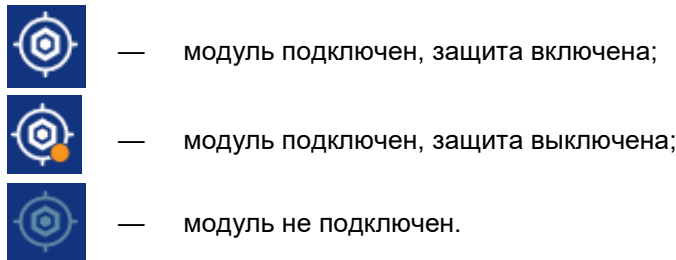 — модуль подключен, защита включена;
— модуль подключен, защита выключена;
— модуль не подключен.